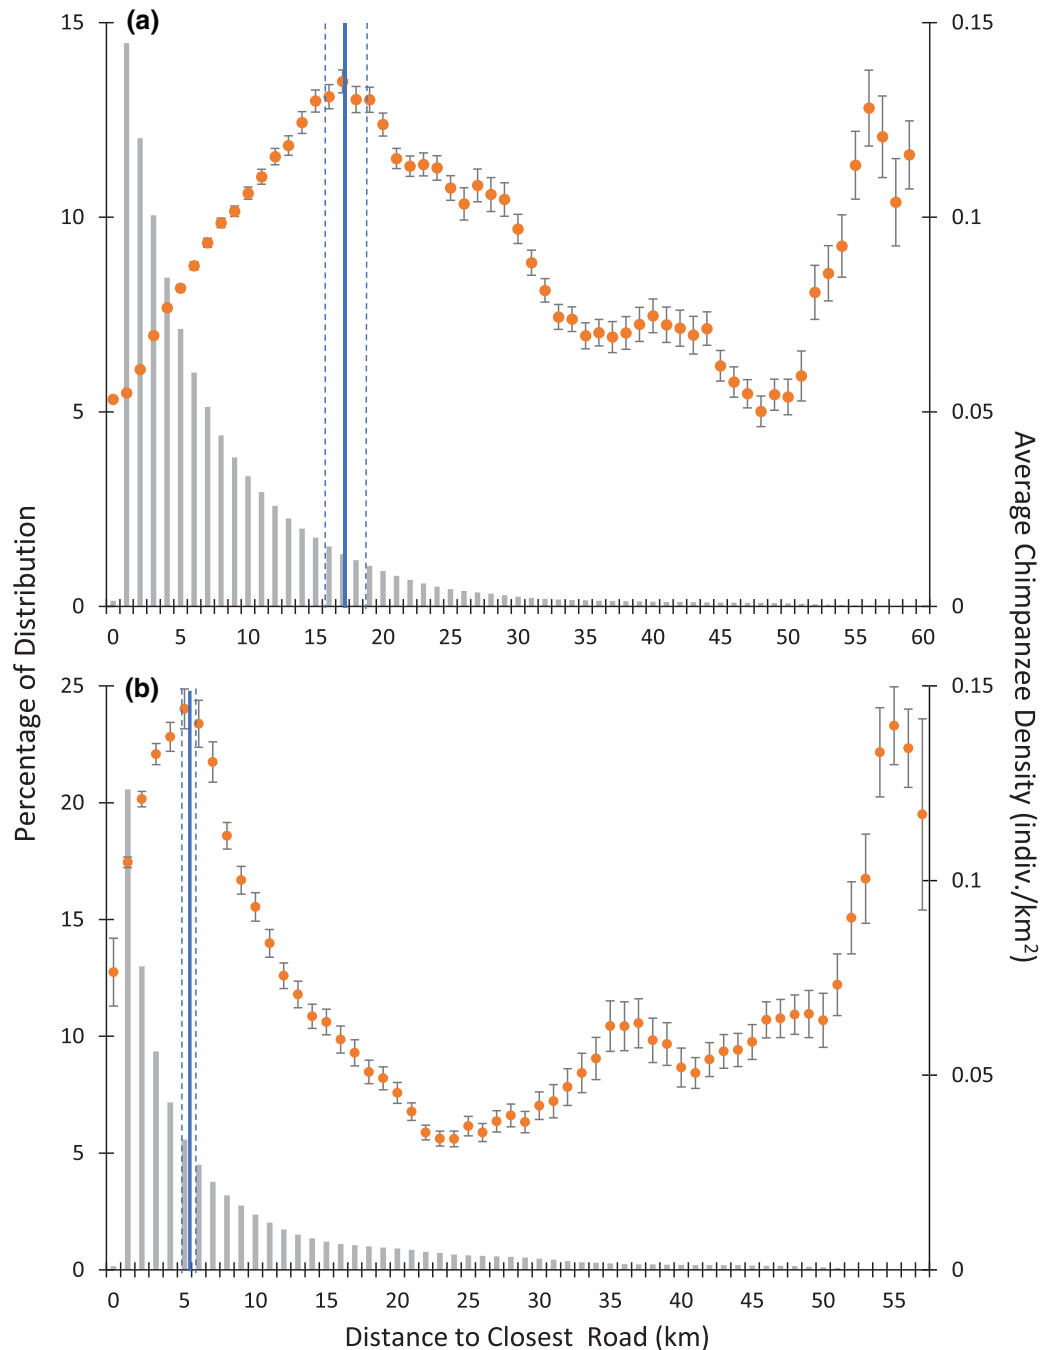 (a)
15
10
5
0
0.15
0.1
0.05
0
0 5 10 15 20 25 30 35 40 45 50 55 60
Percentage of Distribution
Average Chimpanzee Density (indiv./km²)
(b)
25
20
15
10
5
0
0.15
0.1
0.05
0
0 5 10 15 20 25 30 35 40 45 50 55
Distance to Closest Road (km)